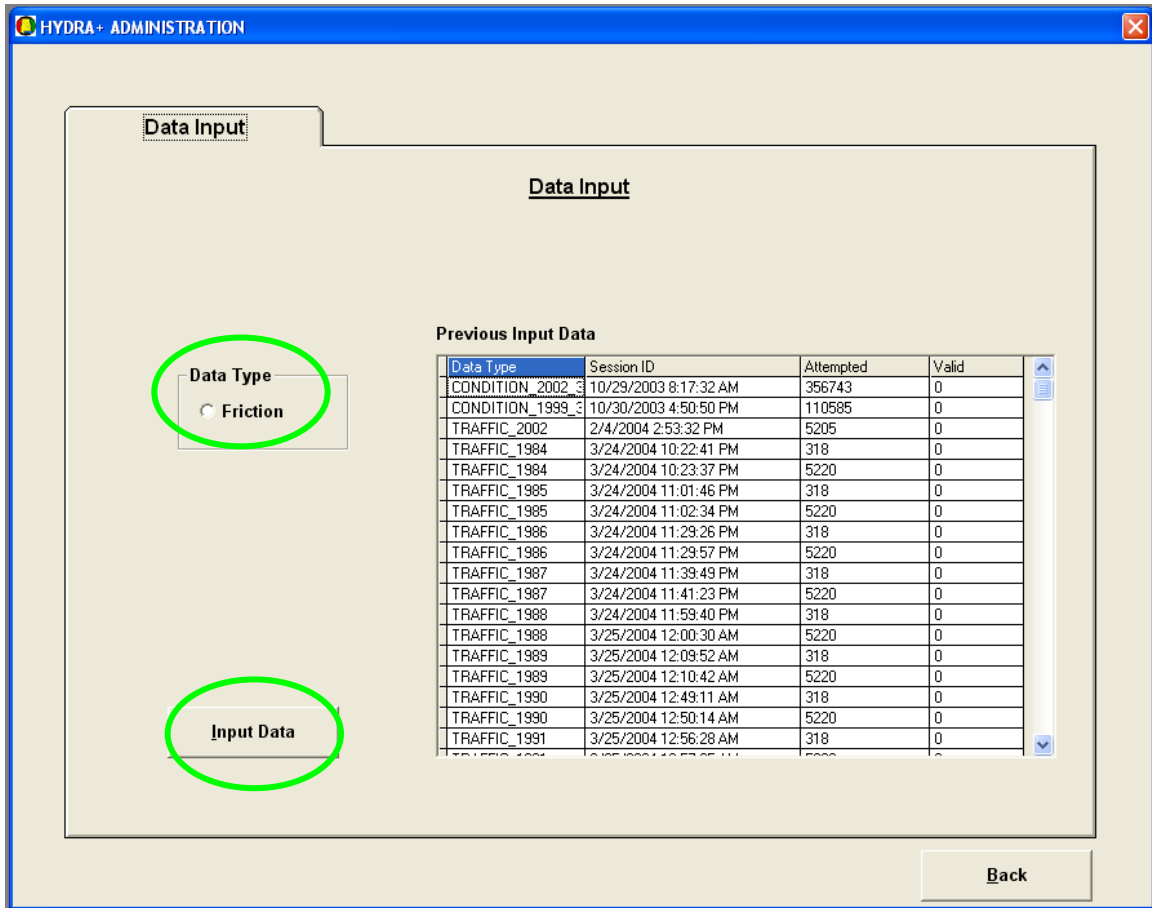 HYDRA+ ADMINISTRATION
Data Input
Data Input
Previous Input Data
Data Type
Friction
Input Data
Data Type Session ID Attempted Valid
CONDITION_2002_3 10/29/2003 8:17:32 AM 356743 0
CONDITION_1999_3 10/30/2003 4:50:50 PM 110585 0
TRAFFIC_2002 2/4/2004 2:53:32 PM 5205 0
TRAFFIC_1984 3/24/2004 10:22:41 PM 318 0
TRAFFIC_1984 3/24/2004 10:23:37 PM 5220 0
TRAFFIC_1985 3/24/2004 11:01:46 PM 318 0
TRAFFIC_1985 3/24/2004 11:02:34 PM 5220 0
TRAFFIC_1986 3/24/2004 11:29:26 PM 318 0
TRAFFIC_1986 3/24/2004 11:29:57 PM 5220 0
TRAFFIC_1987 3/24/2004 11:39:49 PM 318 0
TRAFFIC_1987 3/24/2004 11:41:23 PM 5220 0
TRAFFIC_1988 3/24/2004 11:59:40 PM 318 0
TRAFFIC_1988 3/25/2004 12:00:30 AM 5220 0
TRAFFIC_1989 3/25/2004 12:09:52 AM 318 0
TRAFFIC_1989 3/25/2004 12:10:42 AM 5220 0
TRAFFIC_1990 3/25/2004 12:49:11 AM 318 0
TRAFFIC_1990 3/25/2004 12:50:14 AM 5220 0
TRAFFIC_1991 3/25/2004 12:56:28 AM 318 0
Back